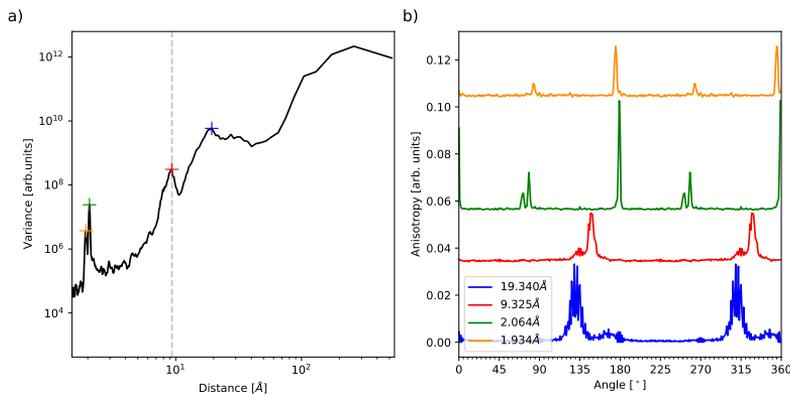 a)
b)
10^12
10^10
10^8
10^6
10^4
Variance [arb.units]
10^1
10^2
Distance [Å]
0.12
0.10
0.08
0.06
0.04
0.02
0.00
Anisotropy [arb.units]
19.340Å
9.325Å
2.064Å
1.934Å
0 45 90 135 180 225 270 315 360
Angle [°]